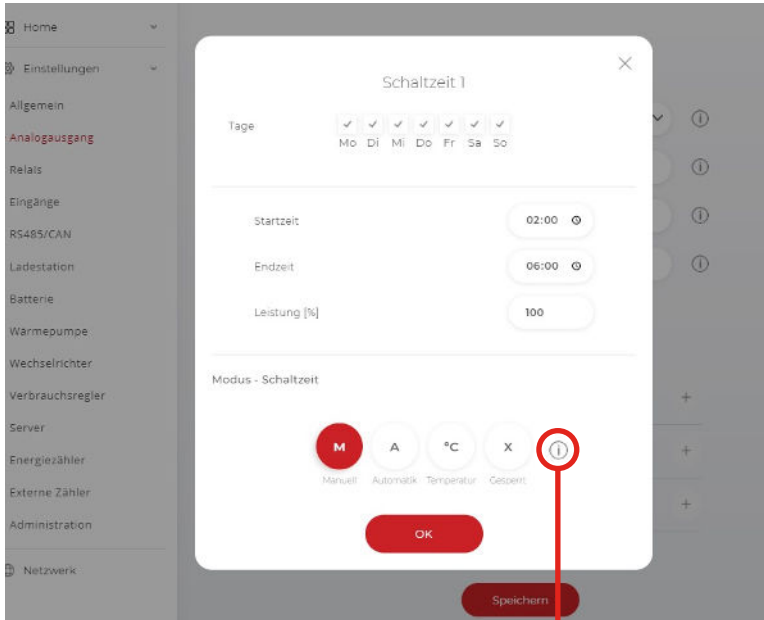 Home
Einstellungen
Allgemein
Analogausgang
Relais
Eingänge
RS485/CAN
Ladestation
Batterie
Wärmepumpe
Wechselrichter
Verbrauchsregler
Server
Energiezähler
Externe Zähler
Administration
Netzwerk
Schaltzeit 1
Tage
Mo Di Mi Do Fr Sa So
Startzeit 02:00
Endzeit 06:00
Leistung [%] 100
Modus - Schaltzeit
M A °C X
Manuell Automatik Temperatur Gesperrt
OK
Speichern